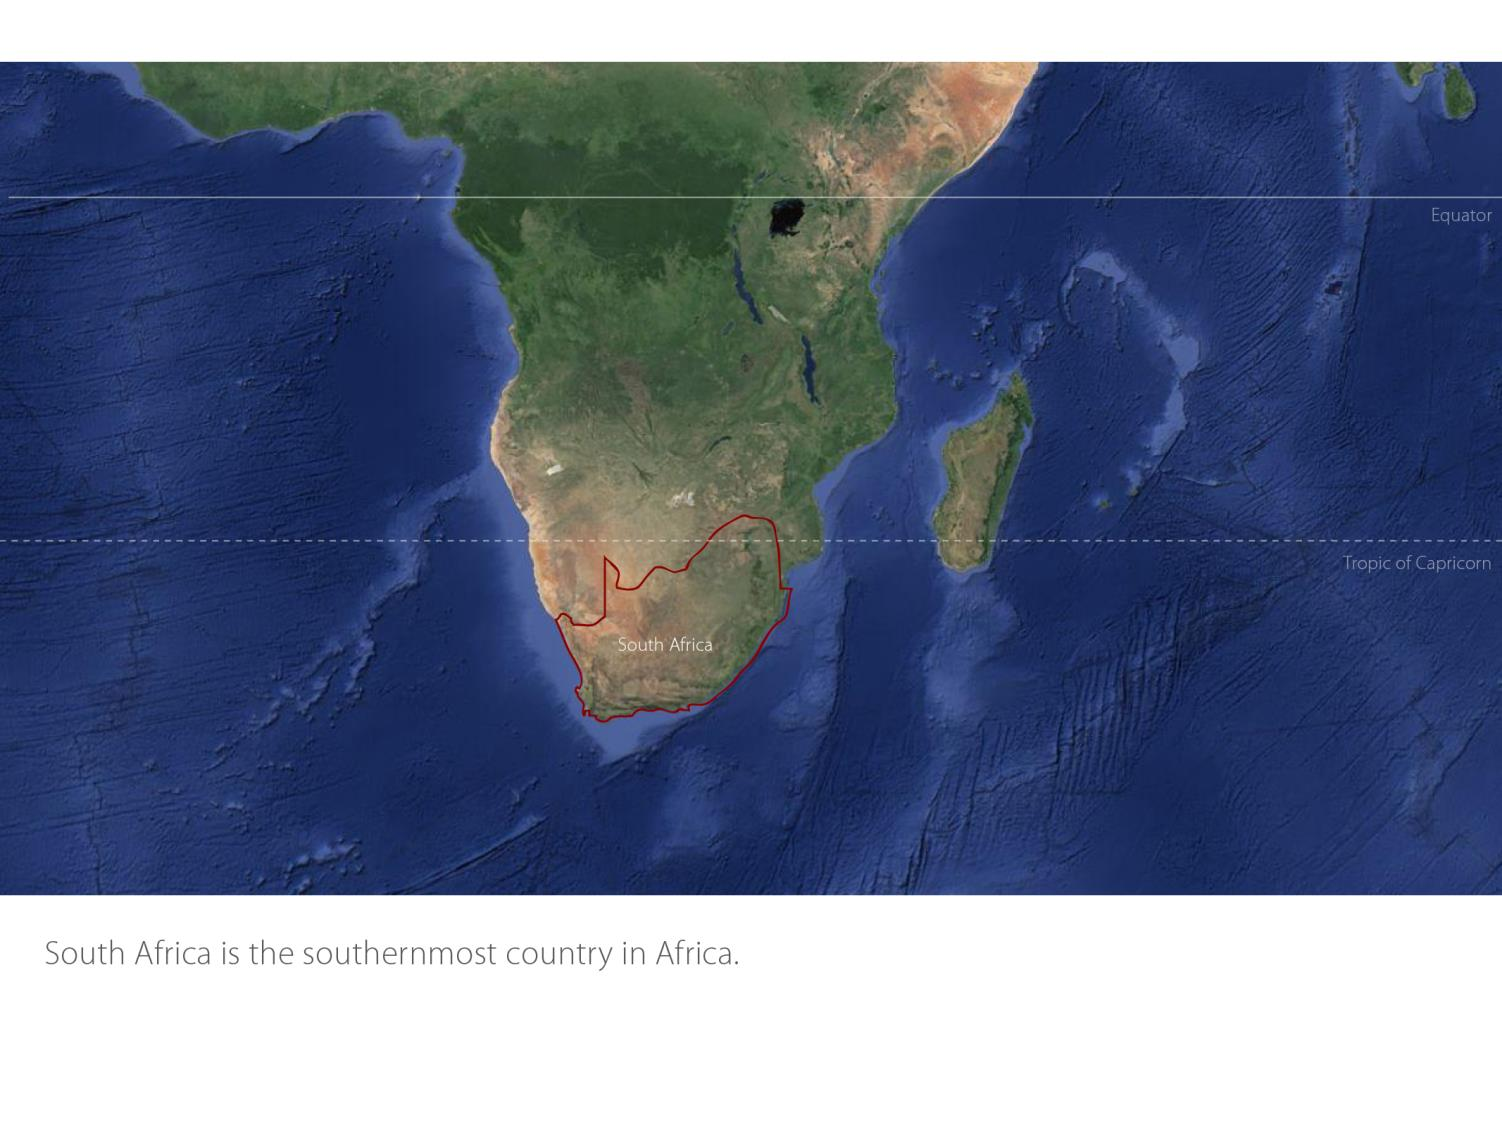 Equator
Tropic of Capricorn
South Africa
South Africa is the southernmost country in Africa.